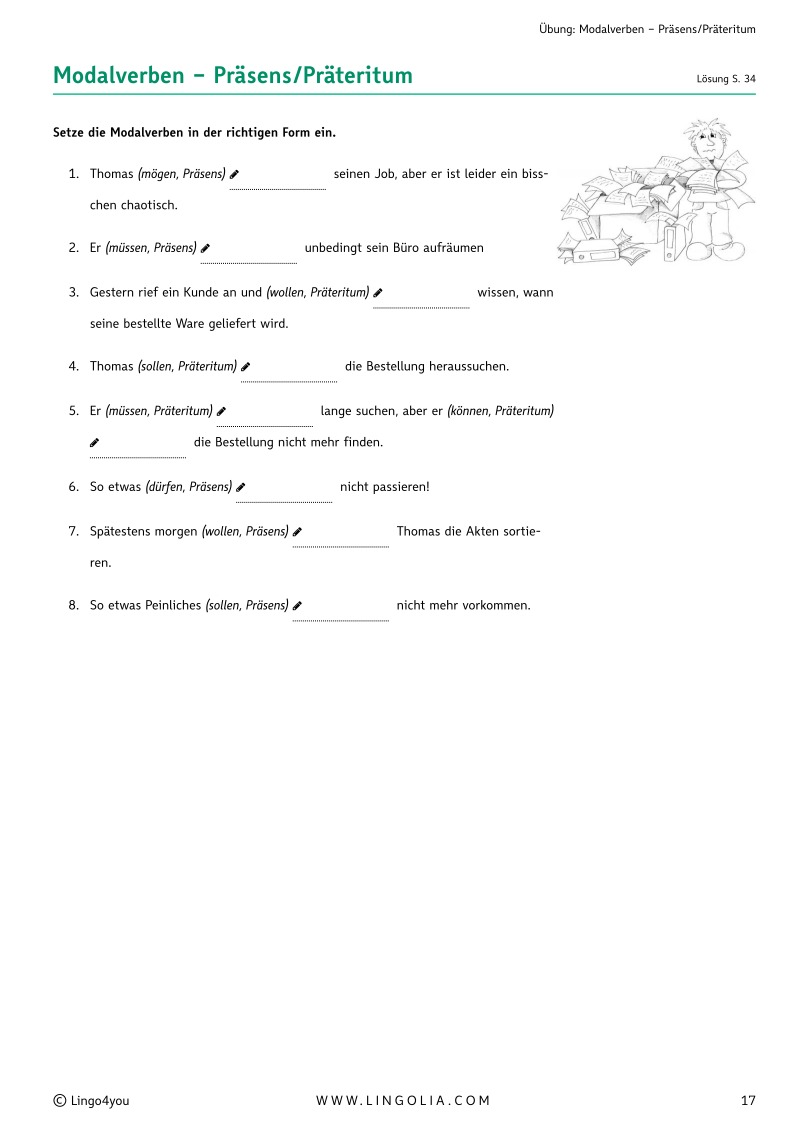 Übung: Modalverben – Präsens/Präteritum
Modalverben – Präsens/Präteritum
Lösung S. 34
Setze die Modalverben in der richtigen Form ein.
1. Thomas (mögen, Präsens) seinen Job, aber er ist leider ein biss-
chen chaotisch.
2. Er (müssen, Präsens) unbedingt sein Büro aufräumen
3. Gestern rief ein Kunde an und (wollen, Präteritum) wissen, wann
seine bestellte Ware geliefert wird.
4. Thomas (sollen, Präteritum) die Bestellung heraussuchen.
5. Er (müssen, Präteritum) lange suchen, aber er (können, Präteritum)
die Bestellung nicht mehr finden.
6. So etwas (dürfen, Präsens) nicht passieren!
7. Spätestens morgen (wollen, Präsens) Thomas die Akten sortie-
ren.
8. So etwas Peinliches (sollen, Präsens) nicht mehr vorkommen.
© Lingo4you
WWW.LINGOLIA.COM
17